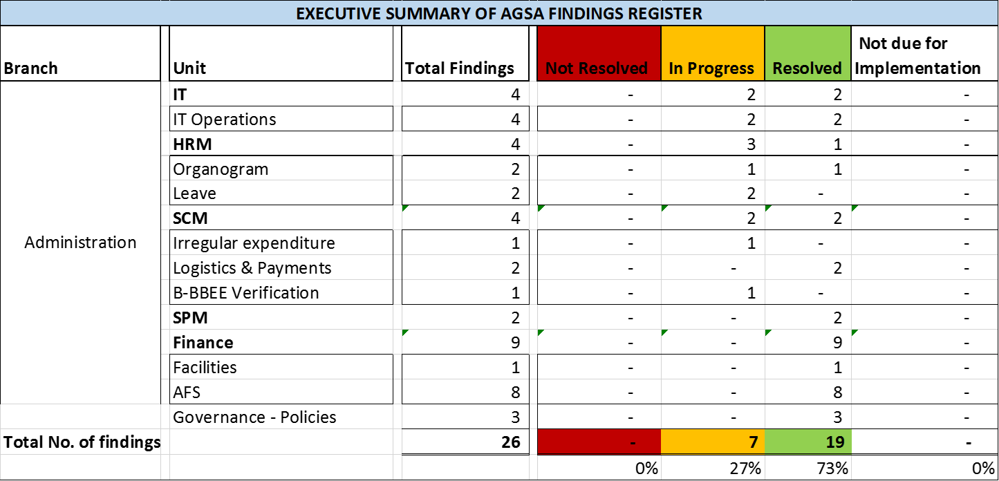 EXECUTIVE SUMMARY OF AGSA FINDINGS REGISTER
Branch Unit Total Findings Not Resolved In Progress Resolved Not due for Implementation
IT 4 - 2 2 -
IT Operations 4 - 2 2 -
HRM 4 - 3 1 -
Organogram 2 - 1 1 -
Leave 2 - 2 - -
SCM 4 - 2 2 -
Administration Irregular expenditure 1 - 1 - -
Logistics & Payments 2 - - 2 -
B-BBEE Verification 1 - 1 - -
SPM 2 - - 2 -
Finance 9 - - 9 -
Facilities 1 - - 1 -
AFS 8 - - 8 -
Governance - Policies 3 - - 3 -
Total No. of findings 26 - 7 19 -
0% 27% 73% 0%